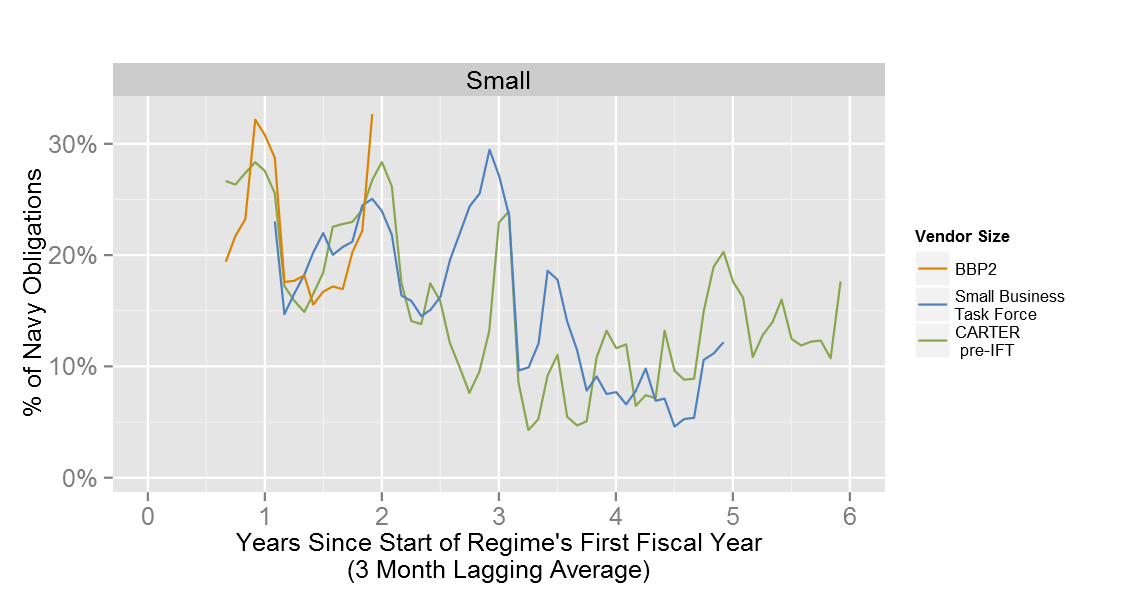 Small
30%
20%
10%
0%
% of Navy Obligations
0 1 2 3 4 5 6
Years Since Start of Regime's First Fiscal Year
(3 Month Lagging Average)
Vendor Size
BBP2
Small Business
Task Force
CARTER
pre-IFT